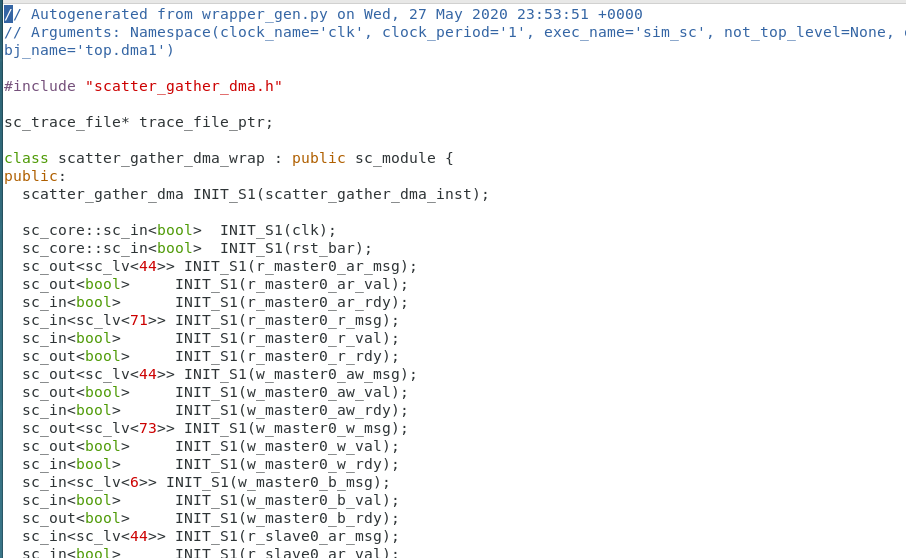 // Autogenerated from wrapper_gen.py on Wed, 27 May 2020 23:53:51 +0000
// Arguments: Namespace(clock_name='clk', clock_period='1', exec_name='sim_sc', not_top_level=None,
bj_name='top.dma1')
#include "scatter_gather_dma.h"
sc_trace_file* trace_file_ptr;
class scatter_gather_dma_wrap : public sc_module {
public:
  scatter_gather_dma INIT_S1(scatter_gather_dma_inst);
  sc_core::sc_in<bool>  INIT_S1(clk);
  sc_core::sc_in<bool>  INIT_S1(rst_bar);
  sc_out<sc_lv<44>> INIT_S1(r_master0_ar_msg);
  sc_out<bool>     INIT_S1(r_master0_ar_val);
  sc_in<bool>      INIT_S1(r_master0_ar_rdy);
  sc_in<sc_lv<71>> INIT_S1(r_master0_r_msg);
  sc_in<bool>      INIT_S1(r_master0_r_val);
  sc_out<bool>     INIT_S1(r_master0_r_rdy);
  sc_out<sc_lv<44>> INIT_S1(w_master0_aw_msg);
  sc_out<bool>     INIT_S1(w_master0_aw_val);
  sc_in<bool>      INIT_S1(w_master0_aw_rdy);
  sc_out<sc_lv<73>> INIT_S1(w_master0_w_msg);
  sc_out<bool>     INIT_S1(w_master0_w_val);
  sc_in<bool>      INIT_S1(w_master0_w_rdy);
  sc_in<sc_lv<6>> INIT_S1(w_master0_b_msg);
  sc_in<bool>      INIT_S1(w_master0_b_val);
  sc_out<bool>     INIT_S1(w_master0_b_rdy);
  sc_in<sc_lv<44>> INIT_S1(r_slave0_ar_msg);
  sc_in<bool>      INIT_S1(r_slave0_ar_val);